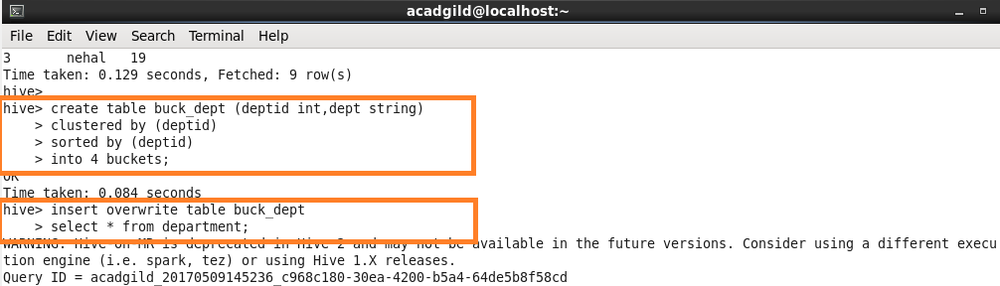 acadgild@localhost:~
File Edit View Search Terminal Help
3 nehal 19
Time taken: 0.129 seconds, Fetched: 9 row(s)
hive>
hive> create table buck_dept (deptid int,dept string)
> clustered by (deptid)
> sorted by (deptid)
> into 4 buckets;
OK
Time taken: 0.084 seconds
hive> insert overwrite table buck_dept
> select * from department;
WARNING: Hive-on-MR is deprecated in Hive 2 and may not be available in the future versions. Consider using a different execu
tion engine (i.e. spark, tez) or using Hive 1.X releases.
Query ID = acadgild_20170509145236_c968c180-30ea-4200-b5a4-64de5b8f58cd